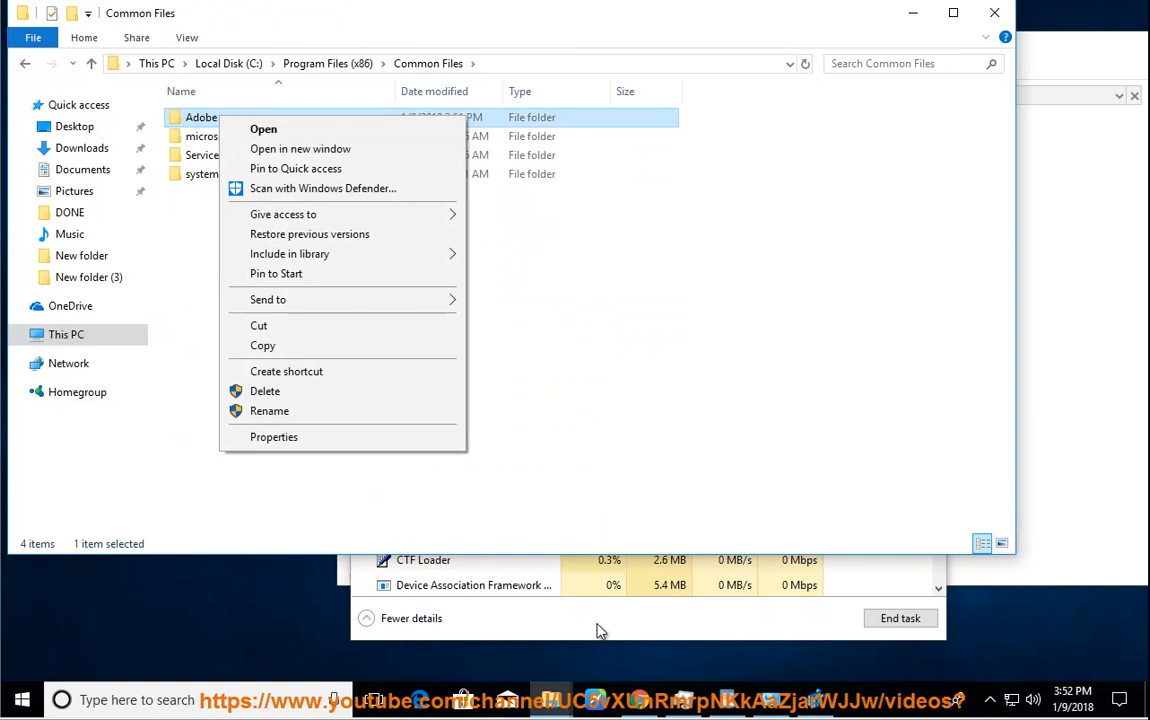 Common Files
File Home Share View
This PC Local Disk (C:) Program Files (x86) Common Files
Search Common Files
Name Date modified Type Size
Quick access
Desktop
Downloads
Documents
Pictures
DONE
Music
New folder
New folder (3)
OneDrive
This PC
Network
Homegroup
Adobe File folder
micros AM File folder
Service AM File folder
system AM File folder
Open
Open in new window
Pin to Quick access
Scan with Windows Defender...
Give access to
Restore previous versions
Include in library
Pin to Start
Send to
Cut
Copy
Create shortcut
Delete
Rename
Properties
4 items 1 item selected
CTF Loader 0.3% 2.6 MB 0 MB/s 0 Mbps
Device Association Framework ... 0% 5.4 MB 0 MB/s 0 Mbps
Fewer details End task
Type here to search
3:52 PM
1/9/2018